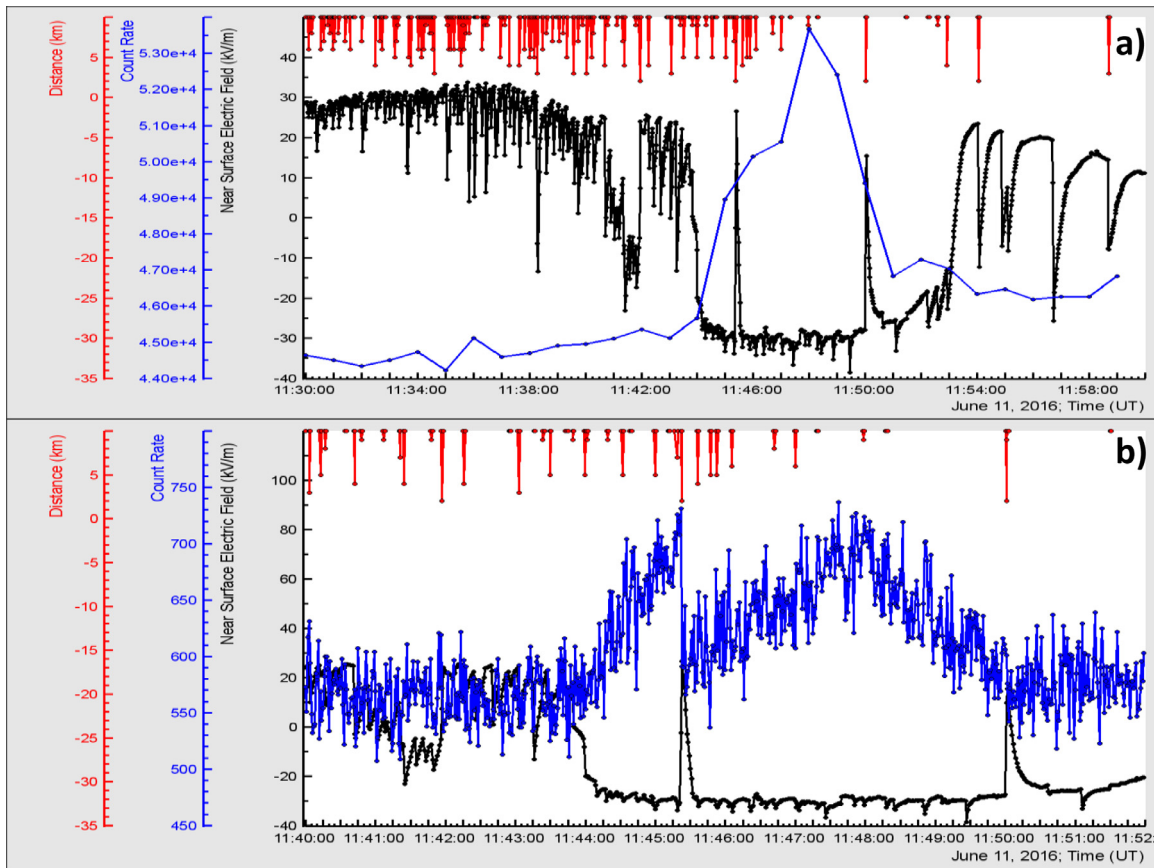 a)
Distance (km)
5
0
-5
-10
-15
-20
-25
-30
-35
Count Rate
5.30e+4
5.20e+4
5.10e+4
5.00e+4
4.90e+4
4.80e+4
4.70e+4
4.60e+4
4.50e+4
4.40e+4
Near Surface Electric Field (kV/m)
40
30
20
10
0
-10
-20
-30
-40
11:30:00 11:34:00 11:38:00 11:42:00 11:46:00 11:50:00 11:54:00 11:58:00
June 11, 2016; Time (UT)
b)
Distance (km)
5
0
-5
-10
-15
-20
-25
-30
-35
Count Rate
750
700
650
600
550
500
450
Near Surface Electric Field (kV/m)
100
80
60
40
20
0
-20
-40
11:40:00 11:41:00 11:42:00 11:43:00 11:44:00 11:45:00 11:46:00 11:47:00 11:48:00 11:49:00 11:50:00 11:51:00 11:52:
June 11, 2016; Time (UT)